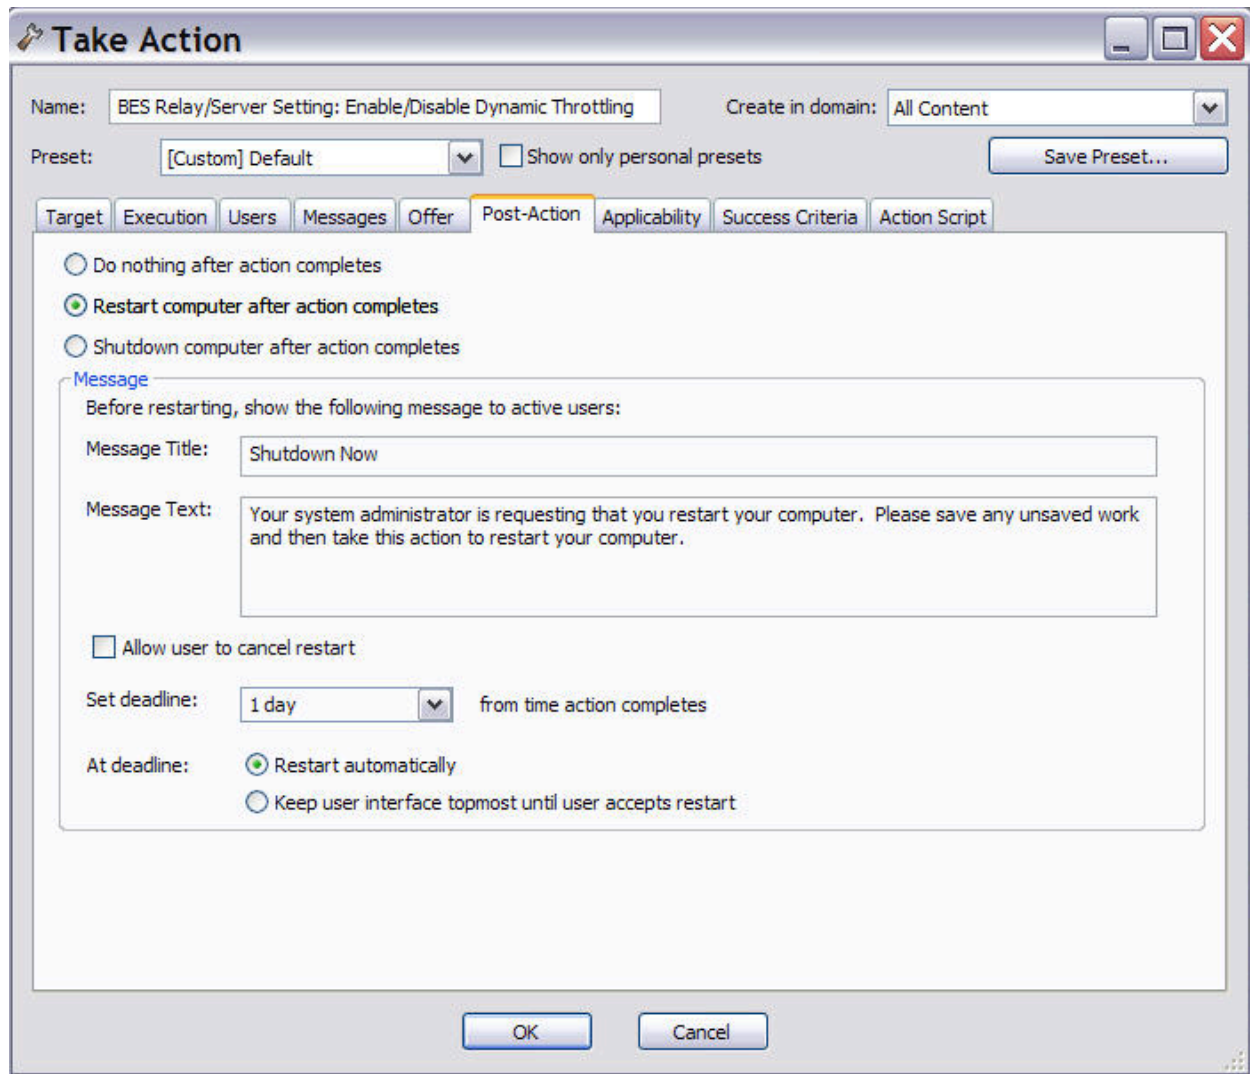 Take Action
Name: BES Relay/Server Setting: Enable/Disable Dynamic Throttling Create in domain: All Content
Preset: [Custom] Default Show only personal presets Save Preset...
Target Execution Users Messages Offer Post-Action Applicability Success Criteria Action Script
Do nothing after action completes
Restart computer after action completes
Shutdown computer after action completes
Message
Before restarting, show the following message to active users:
Message Title: Shutdown Now
Message Text: Your system administrator is requesting that you restart your computer.  Please save any unsaved work
and then take this action to restart your computer.
Allow user to cancel restart
Set deadline: 1 day from time action completes
At deadline: Restart automatically
Keep user interface topmost until user accepts restart
OK Cancel